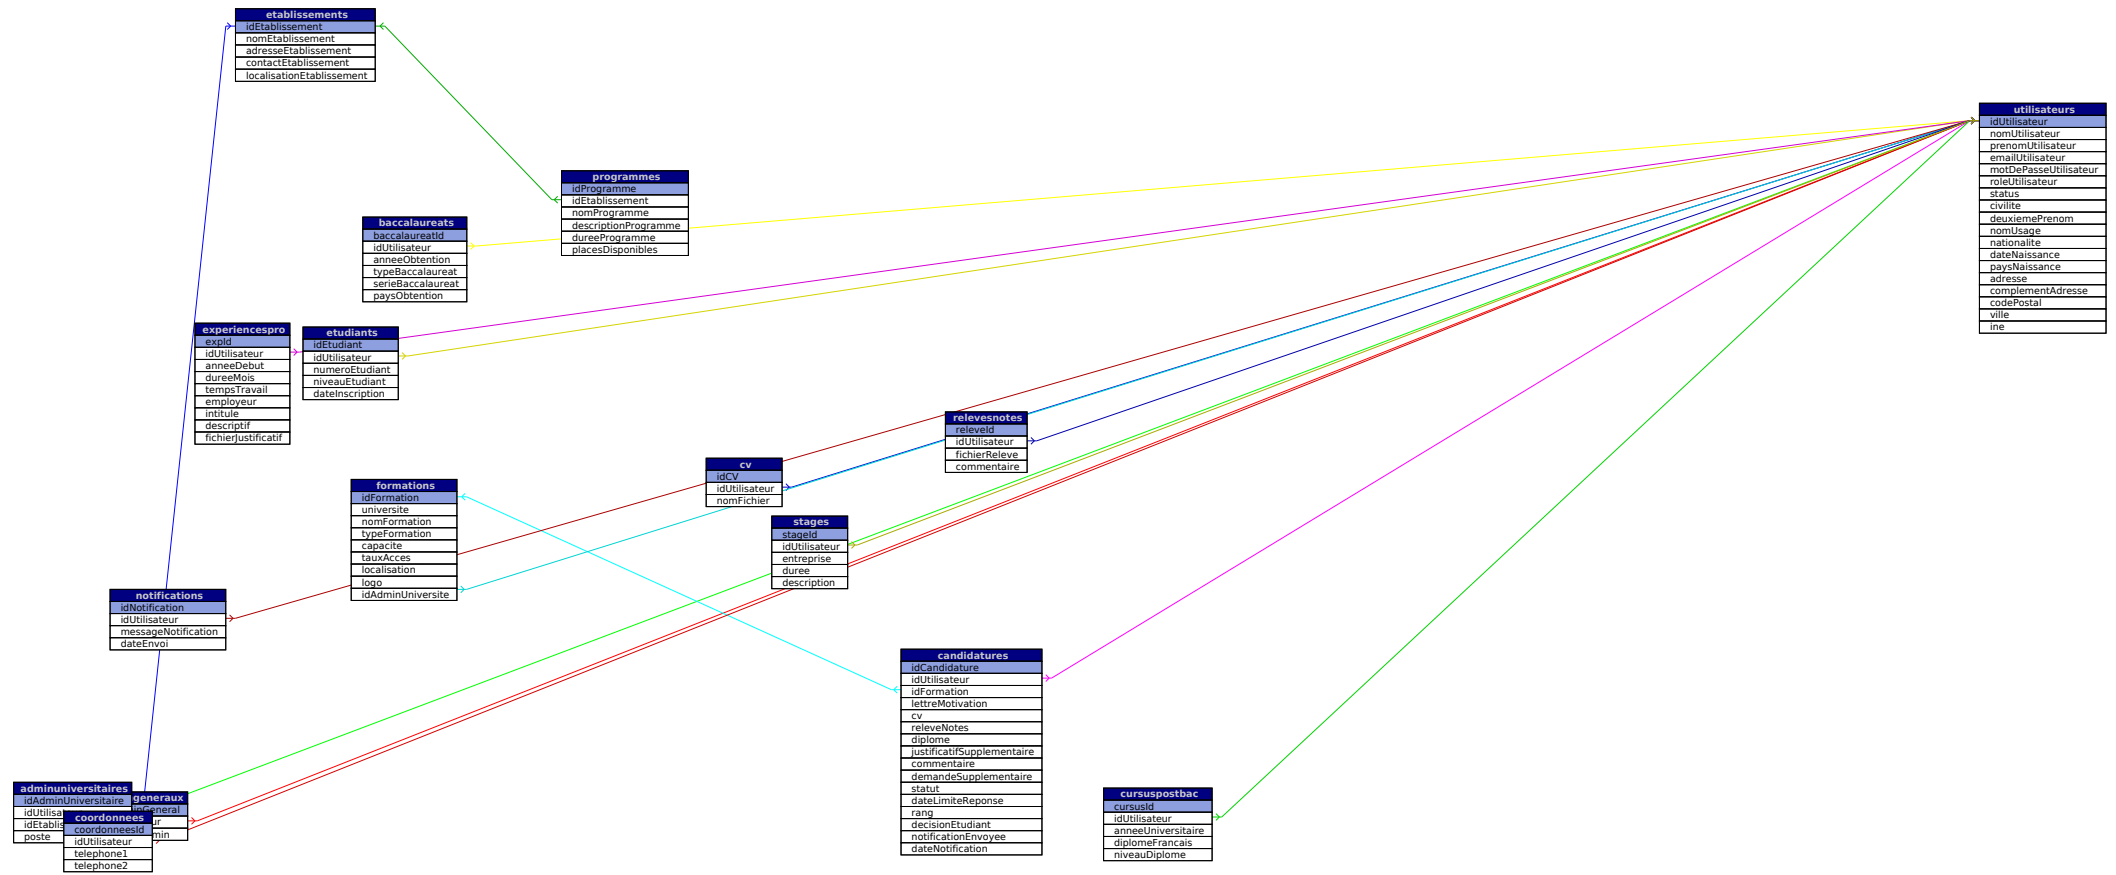 etablissements
idEtablissement
nomEtablissement
adresseEtablissement
contactEtablissement
localisationEtablissement
utilisateurs
idUtilisateur
nomUtilisateur
prenomUtilisateur
emailUtilisateur
motDePasseUtilisateur
roleUtilisateur
status
civilite
deuxiemePrenom
nomUsage
nationalite
dateNaissance
paysNaissance
adresse
complementAdresse
codePostal
ville
ine
programmes
idProgramme
idEtablissement
nomProgramme
descriptionProgramme
dureeProgramme
placesDisponibles
baccalaureats
baccalaureatId
idUtilisateur
anneeObtention
typeBaccalaureat
serieBaccalaureat
paysObtention
experiencespro
expId
idUtilisateur
anneeDebut
dureeMois
tempsTravail
employeur
intitule
descriptif
fichierJustificatif
etudiants
idEtudiant
idUtilisateur
numeroEtudiant
niveauEtudiant
dateInscription
relevesnotes
releveId
idUtilisateur
fichierReleve
commentaire
cv
idCV
idUtilisateur
nomFichier
formations
idFormation
universite
nomFormation
typeFormation
capacite
tauxAcces
localisation
logo
idAdminUniversite
stages
stageId
idUtilisateur
entreprise
duree
description
notifications
idNotification
idUtilisateur
messageNotification
dateEnvoi
candidatures
idCandidature
idUtilisateur
idFormation
lettreMotivation
cv
releveNotes
diplome
justificatifSupplementaire
commentaire
demandeSupplementaire
statut
dateLimiteReponse
rang
decisionEtudiant
notificationEnvoyee
dateNotification
adminuniversitaires
idAdminUniversitaire
idUtilisa
idEtablis
poste
generaux
inGeneral
ur
min
coordonnees
coordonneesId
idUtilisateur
telephone1
telephone2
cursuspostbac
cursusId
idUtilisateur
anneeUniversitaire
diplomeFrancais
niveauDiplome